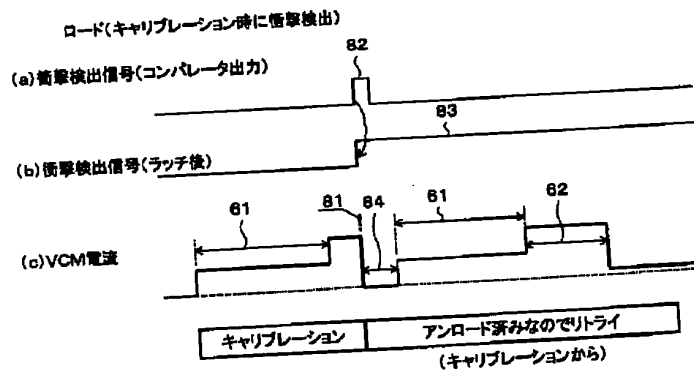 ロード(キャリブレーション時に衝撃検出)
82
(a)衝撃検出信号(コンパレータ出力)
83
(b)衝撃検出信号(ラッチ後)
61
81
84
61
62
(c)VCM電流
キャリブレーション
アンロード済みなのでリトライ
(キャリブレーションから)